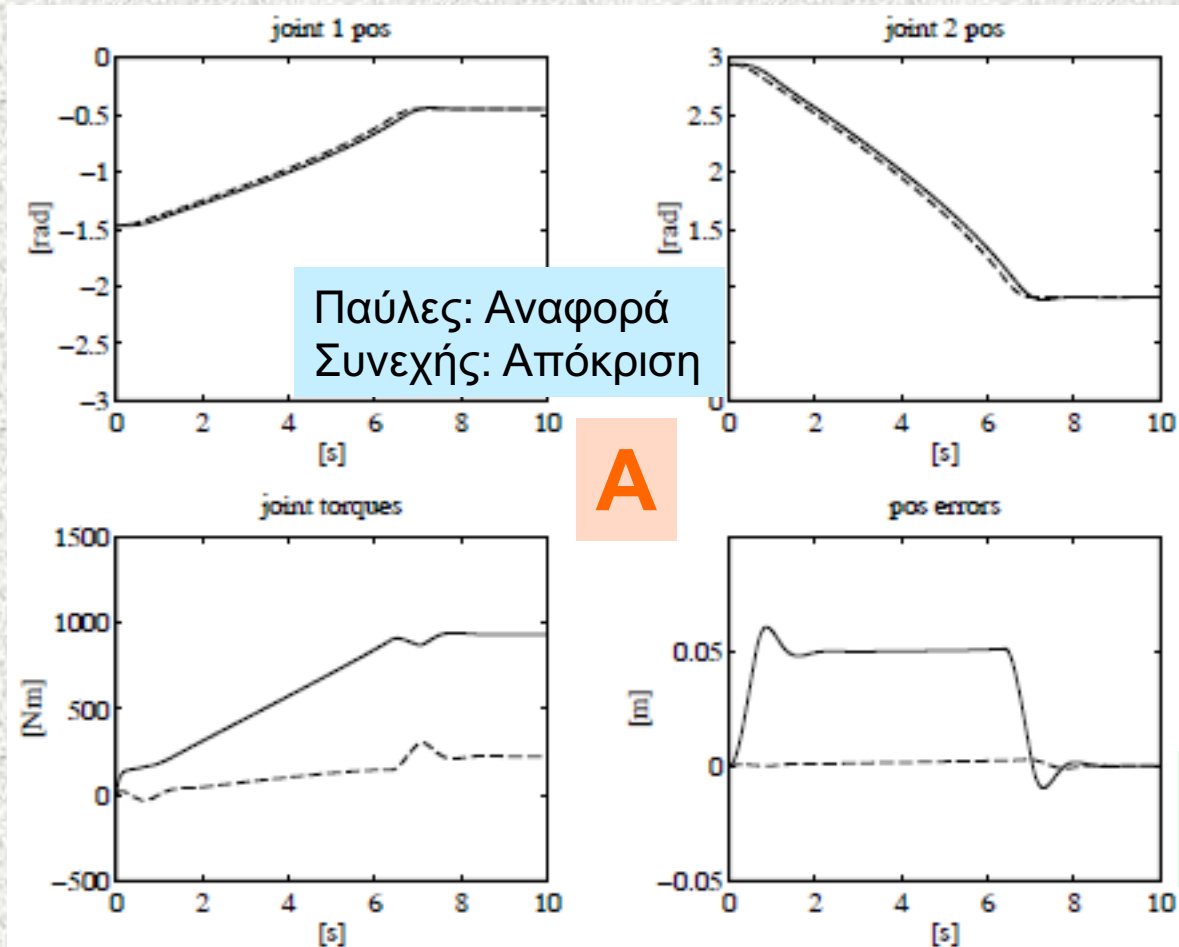 joint 1 pos
0
−0.5
−1
−1.5
−2
−2.5
−3
[rad]
0 2 4 6 8 10
[s]
joint 2 pos
3
2.5
2
1.5
0
[rad]
0 2 4 6 8 10
[s]
Παύλες: Αναφορά
Συνεχής: Απόκριση
A
joint torques
1500
1000
500
0
−500
[Nm]
0 2 4 6 8 10
[s]
pos errors
0.05
0
−0.05
[m]
0 2 4 6 8 10
[s]